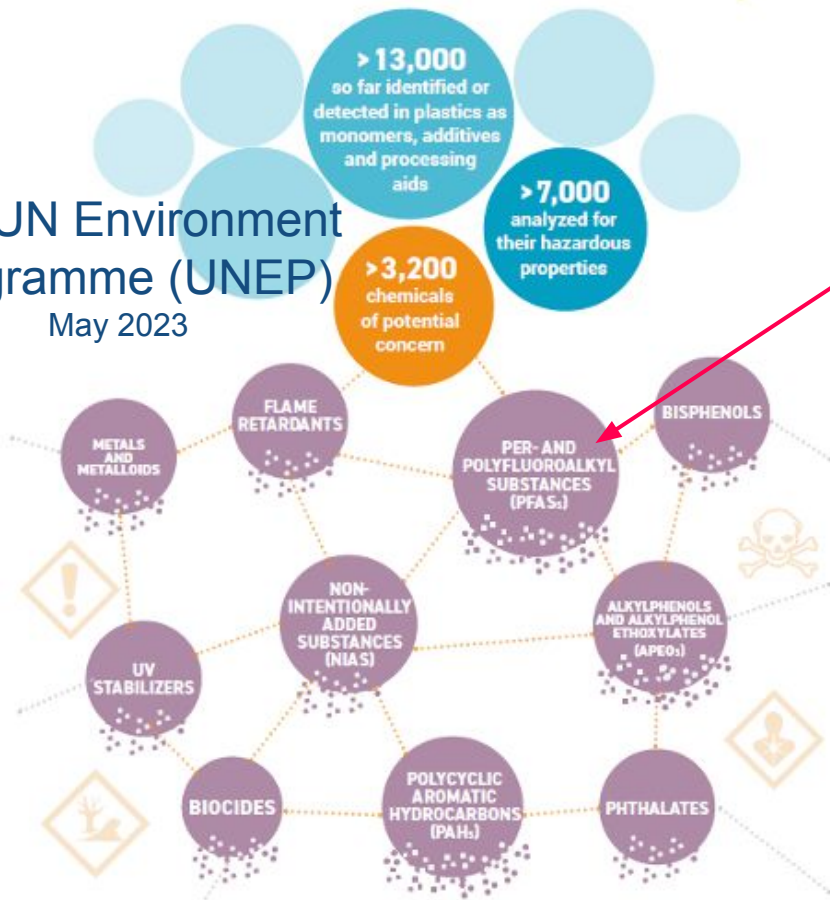 >13,000
so far identified or
detected in plastics as
monomers, additives
and processing
aids
>7,000
analyzed for
their hazardous
properties
UN Environment
gramme (UNEP)
May 2023
>3,200
chemicals
of potential
concern
FLAME
RETARDANTS
METALS
AND
METALLOIDS
PER- AND
POLYFLUOROALKYL
SUBSTANCES
(PFASs)
BISPHENOLS
NON-
INTENTIONALLY
ADDED
SUBSTANCES
(NIAS)
ALKYLPHENOLS
AND ALKYLPHENOL
ETHOXYLATES
(APEOs)
UV
STABILIZERS
BIOCIDES
POLYCYCLIC
AROMATIC
HYDROCARBONS
(PAHs)
PHTHALATES